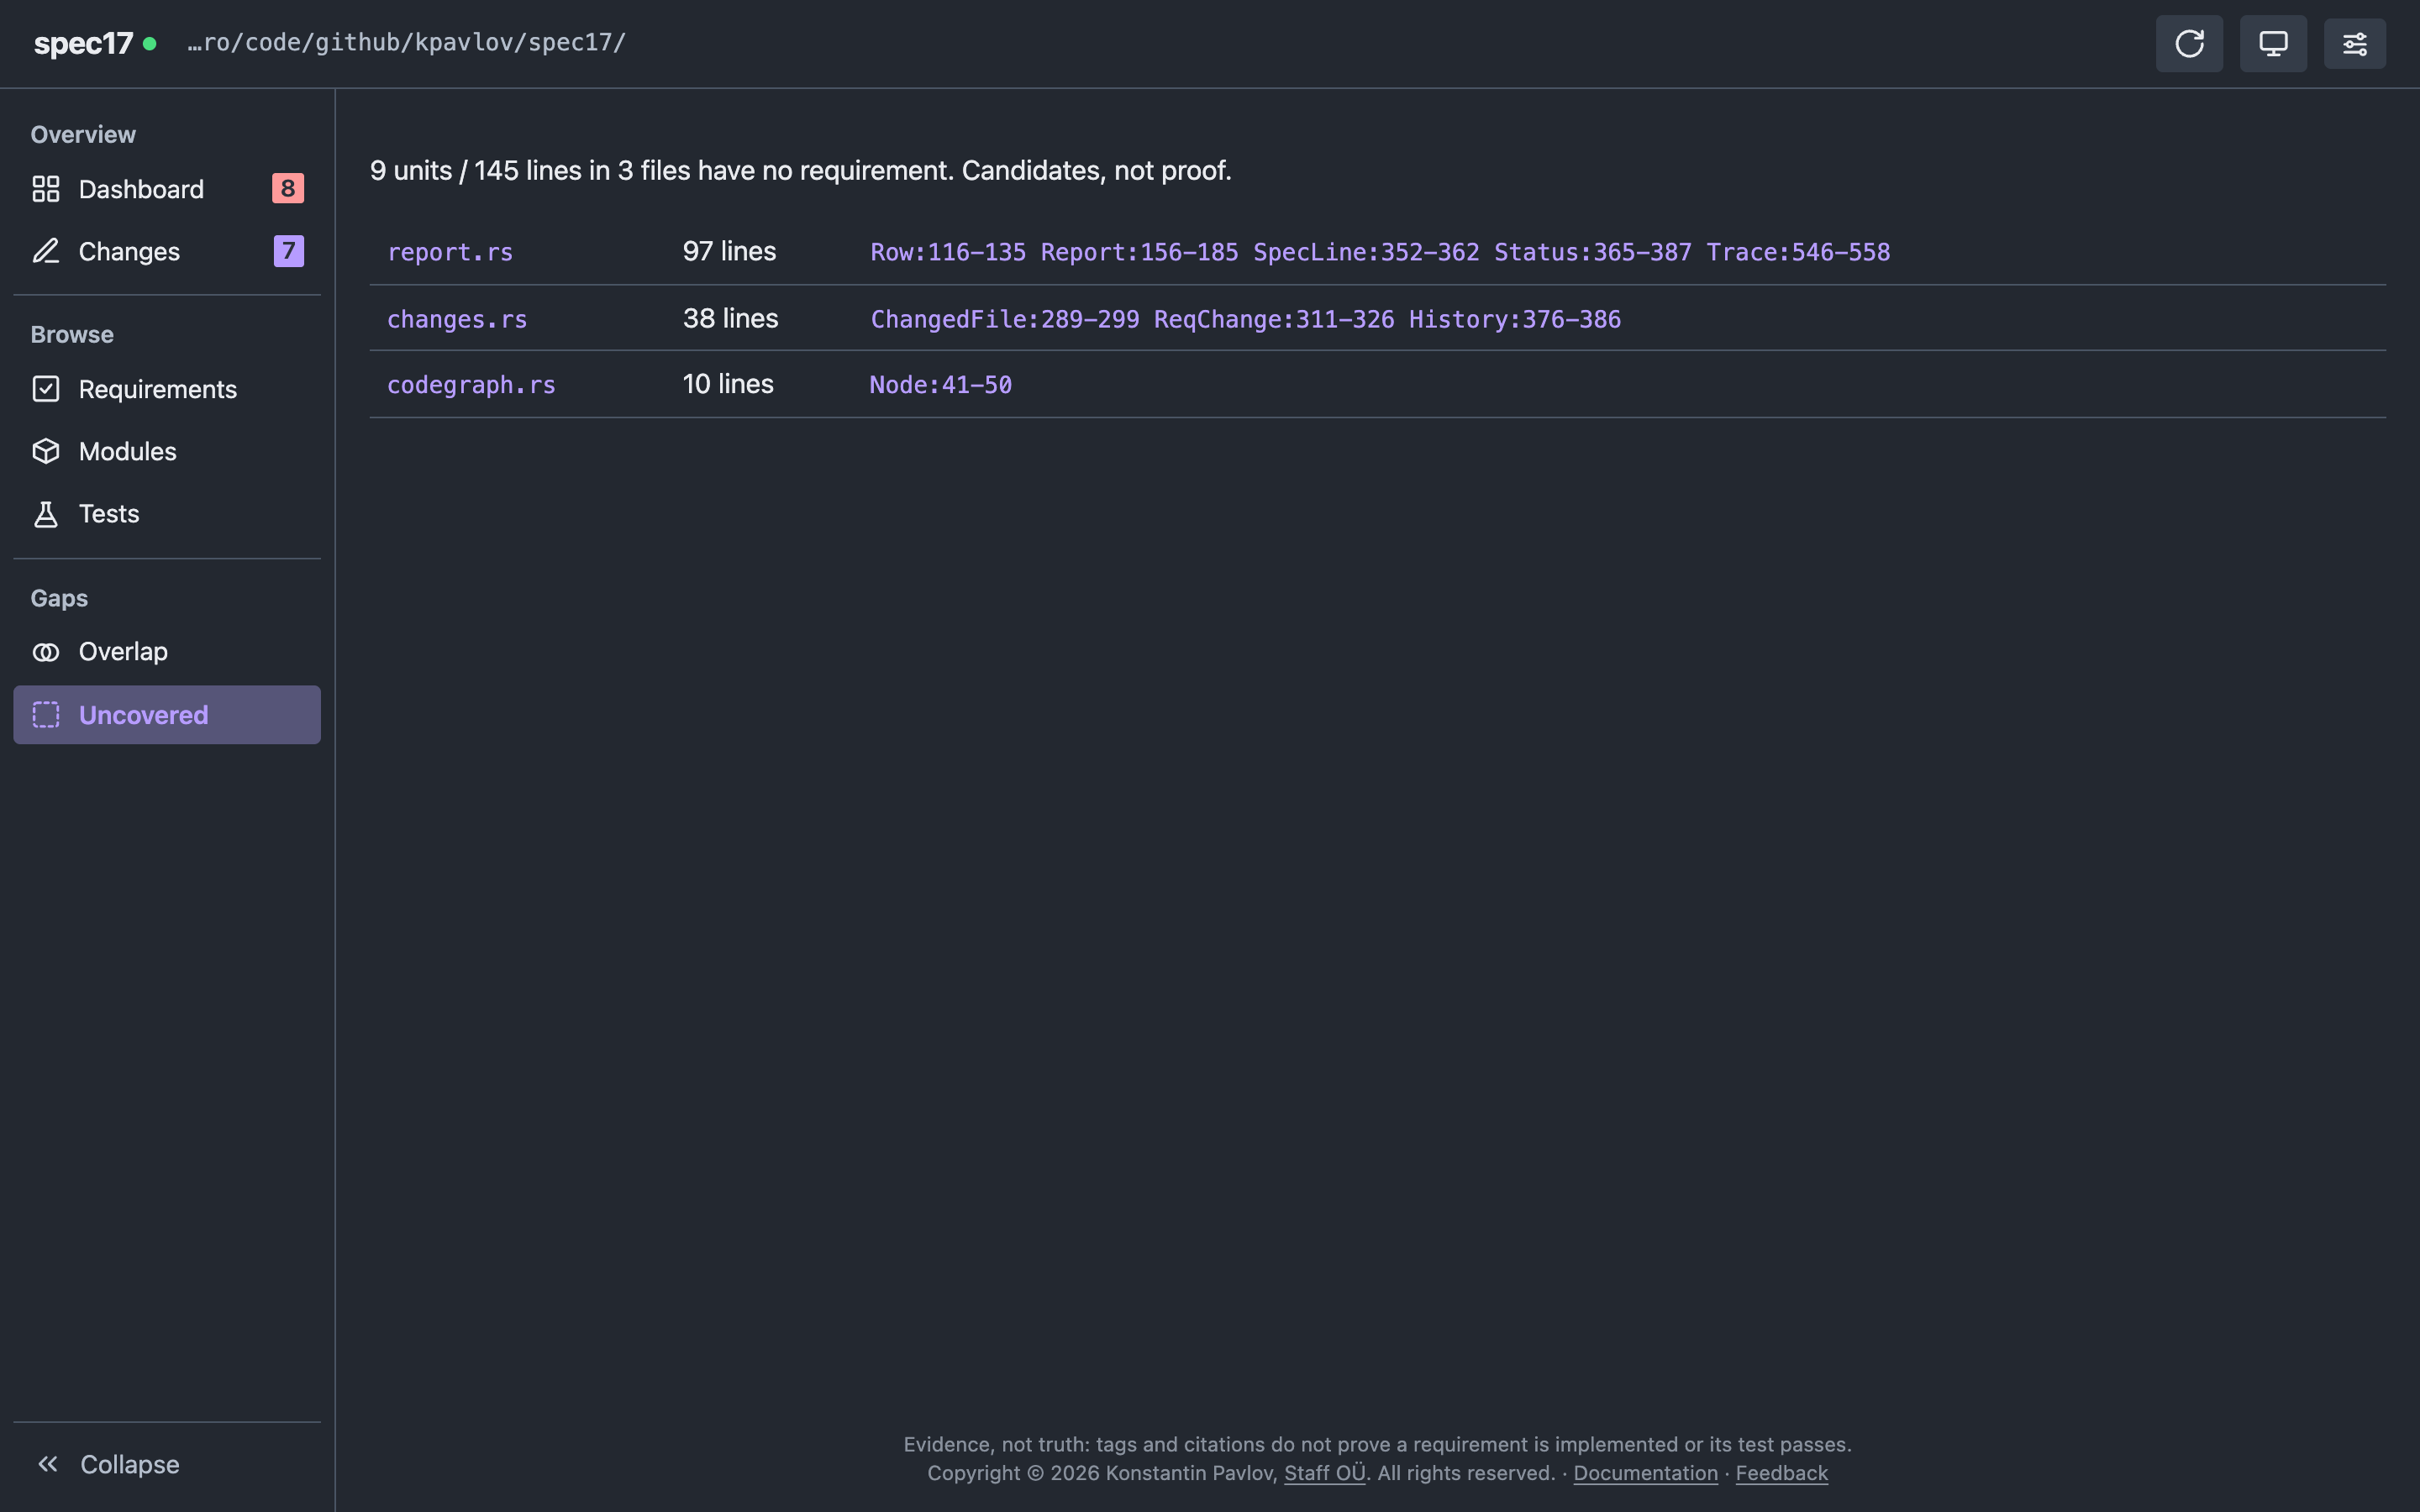 spec17 …ro/code/github/kpavlov/spec17/
Overview
Dashboard 8
Changes 7
Browse
Requirements
Modules
Tests
Gaps
Overlap
Uncovered
Collapse
9 units / 145 lines in 3 files have no requirement. Candidates, not proof.
report.rs 97 lines Row:116–135 Report:156–185 SpecLine:352–362 Status:365–387 Trace:546–558
changes.rs 38 lines ChangedFile:289–299 ReqChange:311–326 History:376–386
codegraph.rs 10 lines Node:41–50
Evidence, not truth: tags and citations do not prove a requirement is implemented or its test passes.
Copyright © 2026 Konstantin Pavlov, Staff OÜ. All rights reserved. · Documentation · Feedback